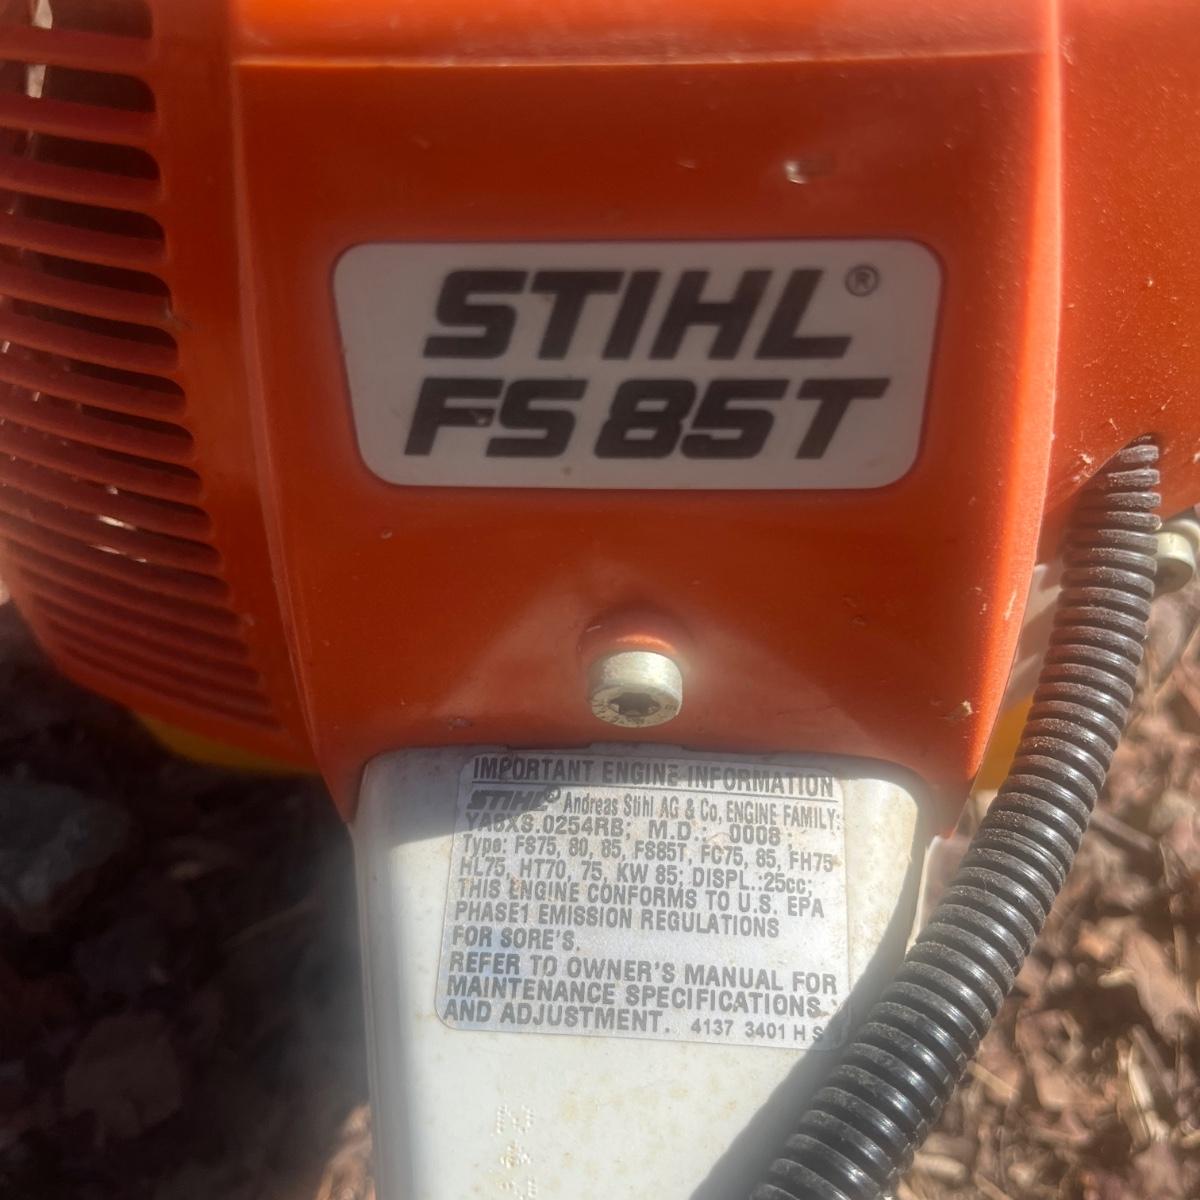 STIHL®
FS 85T
IMPORTANT ENGINE INFORMATION
STIHL® Andreas Stihl AG & Co, ENGINE FAMILY:
YA8XS.0254RB; M.D: 0008;
Type: FS75, 80, 85, FS85T, FC75, 85, FH75
HL75, HT70, 75, KW 85; DISPL.:25cc;
THIS ENGINE CONFORMS TO U.S. EPA
PHASE1 EMISSION REGULATIONS
FOR SORE'S.
REFER TO OWNER'S MANUAL FOR
MAINTENANCE SPECIFICATIONS
AND ADJUSTMENT. 4137 3401 H S